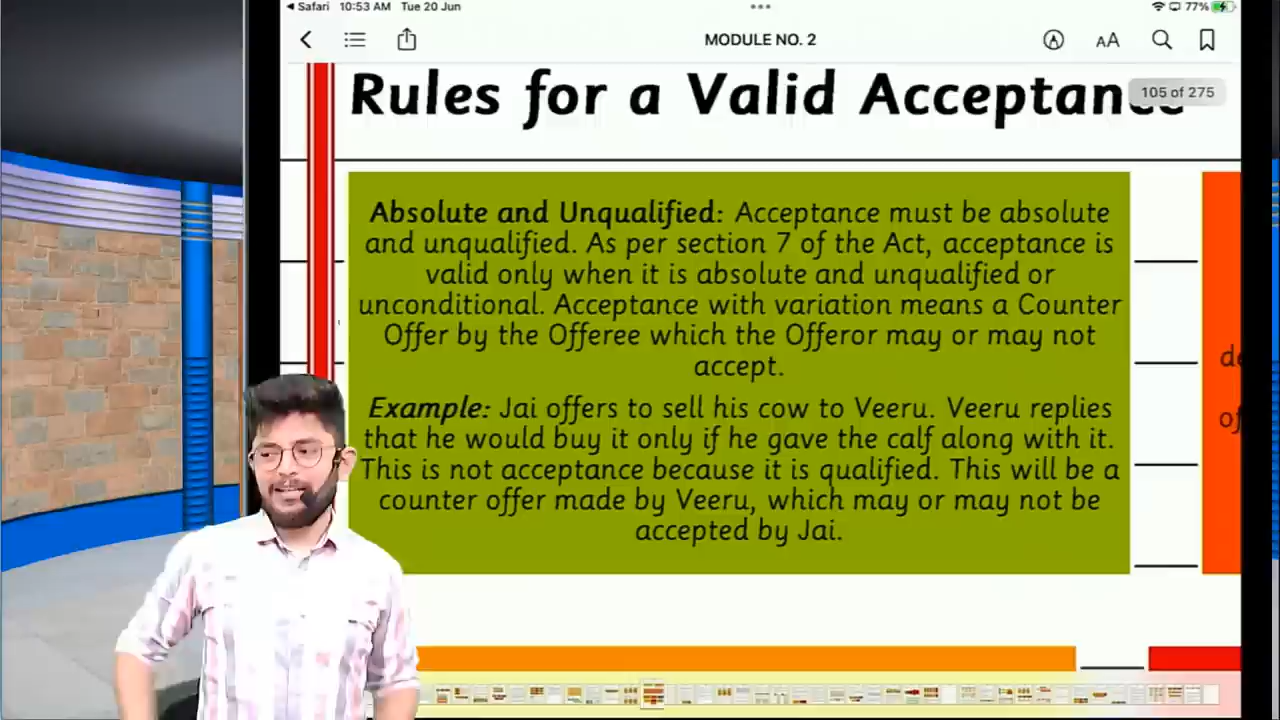 Safari 10:53 AM Tue 20 Jun
77%
MODULE NO. 2
AA
Rules for a Valid Acceptance
105 of 275
Absolute and Unqualified: Acceptance must be absolute
and unqualified. As per section 7 of the Act, acceptance is
valid only when it is absolute and unqualified or
unconditional. Acceptance with variation means a Counter
Offer by the Offeree which the Offeror may or may not
accept.
Example: Jai offers to sell his cow to Veeru. Veeru replies
that he would buy it only if he gave the calf along with it.
This is not acceptance because it is qualified. This will be a
counter offer made by Veeru, which may or may not be
accepted by Jai.